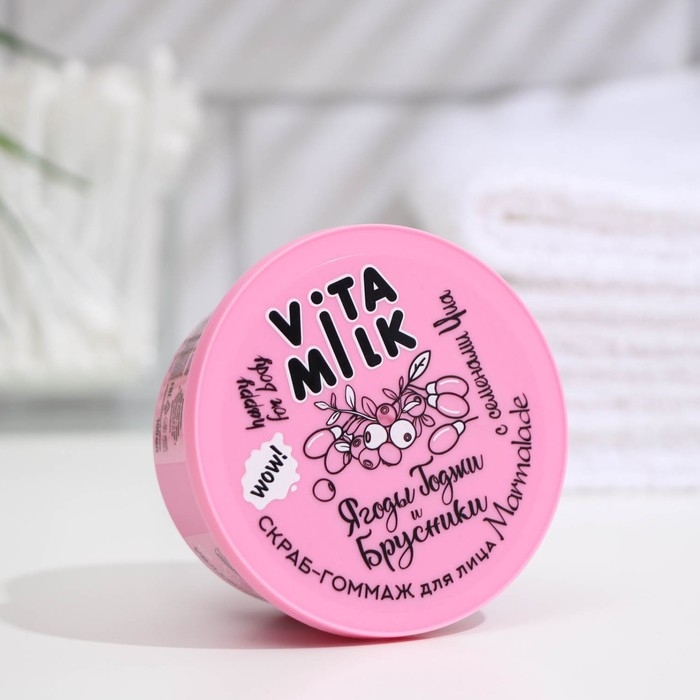 ViTA
MiLK
happy
for body
wow!
Ягоды Годжи
и
Брусники
СКРАБ-ГОММАЖ для лица Marmalade
с семенами Чиа